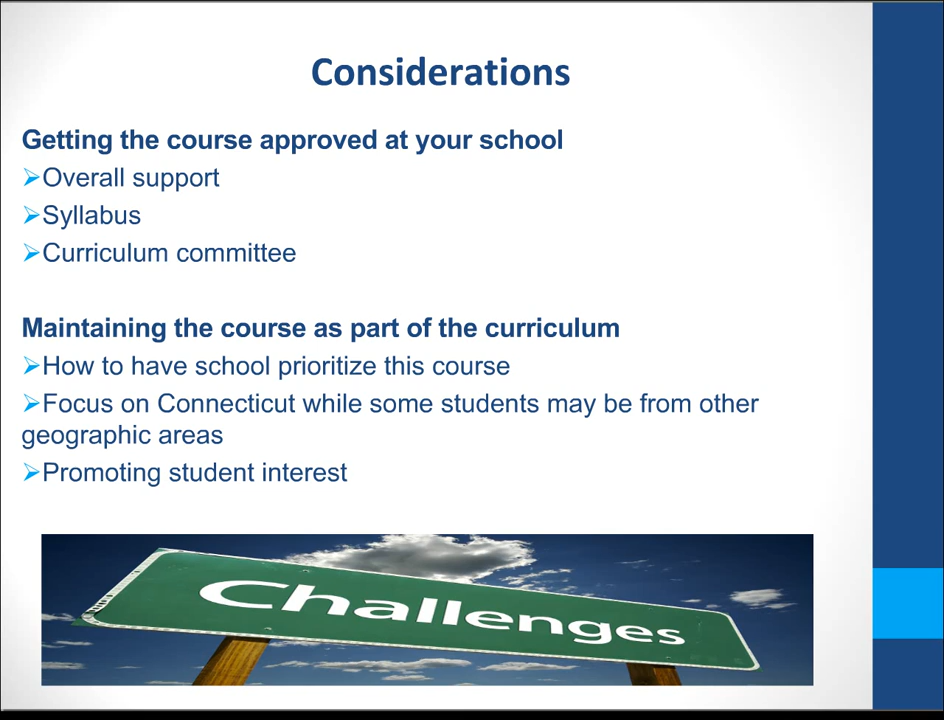 Considerations
Getting the course approved at your school
➢Overall support
➢Syllabus
➢Curriculum committee
Maintaining the course as part of the curriculum
➢How to have school prioritize this course
➢Focus on Connecticut while some students may be from other
geographic areas
➢Promoting student interest
Challenges